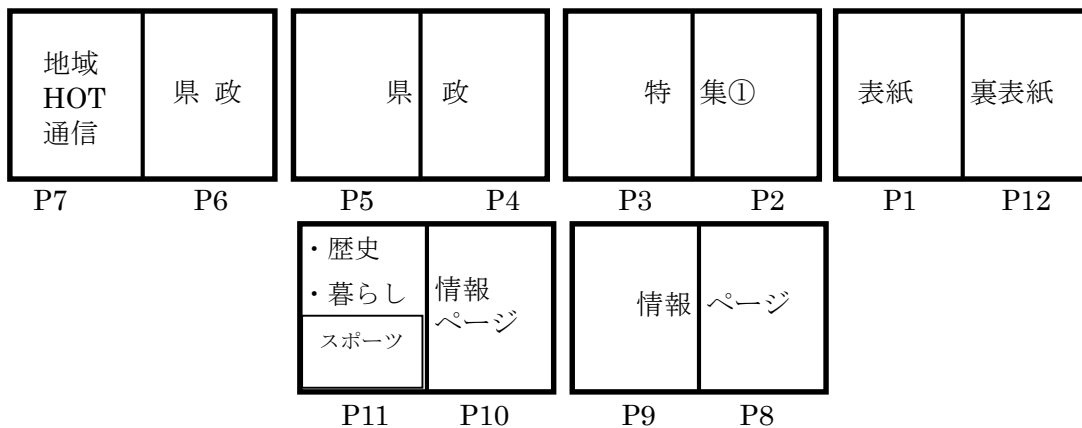 地域
HOT
通信
県 政
県 政
特 集①
表紙
裏表紙
P7 P6 P5 P4 P3 P2 P1 P12
・歴史
・暮らし
スポーツ
情報
ページ
情報 ページ
P11 P10 P9 P8